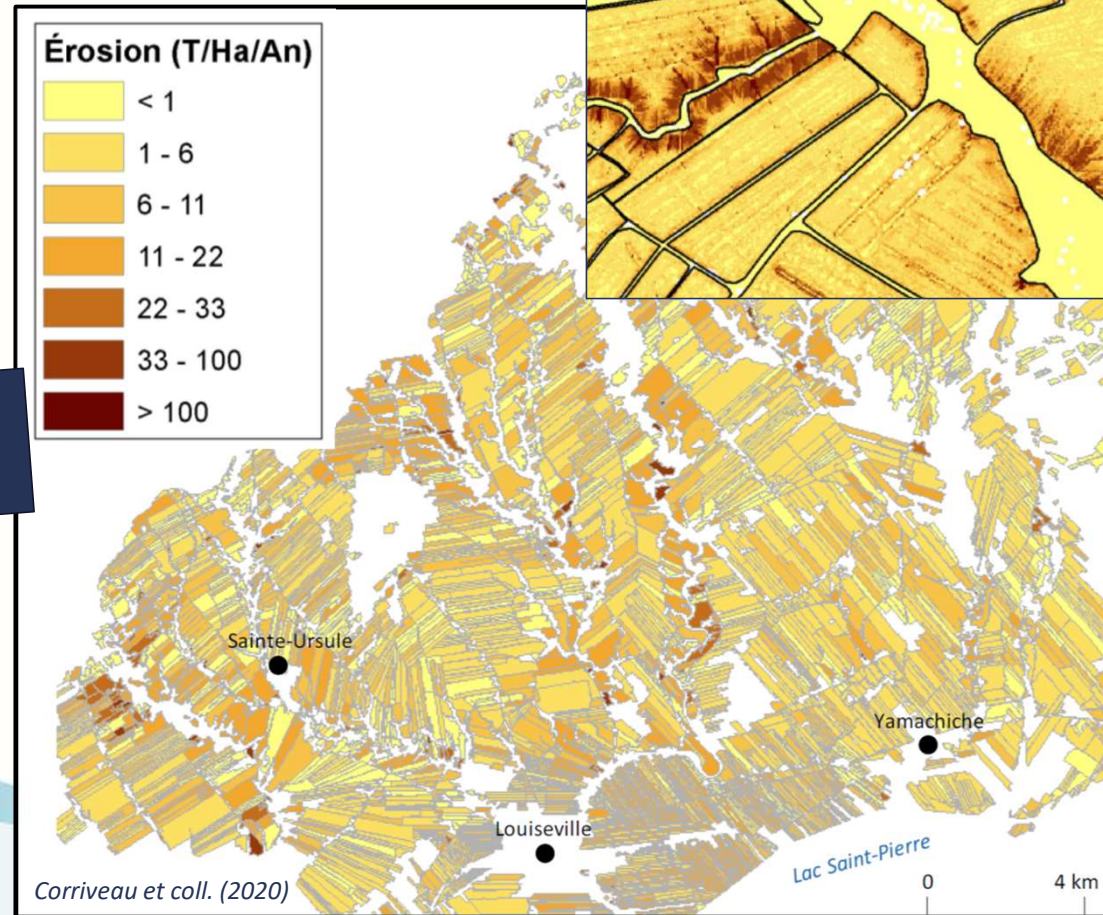 Érosion (T/Ha/An)
< 1
1 - 6
6 - 11
11 - 22
22 - 33
33 - 100
> 100
Sainte-Ursule
Yamachiche
Louiseville
Lac Saint-Pierre
Corriveau et coll. (2020)
0 4 km